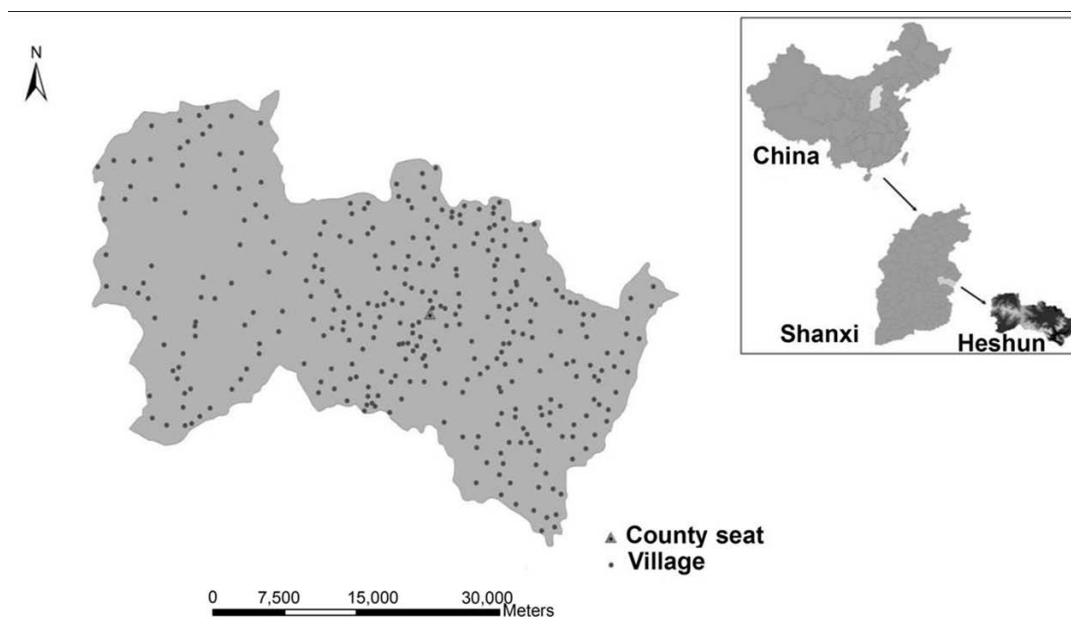 N
China
Shanxi
Heshun
County seat
Village
0 7,500 15,000 30,000
Meters